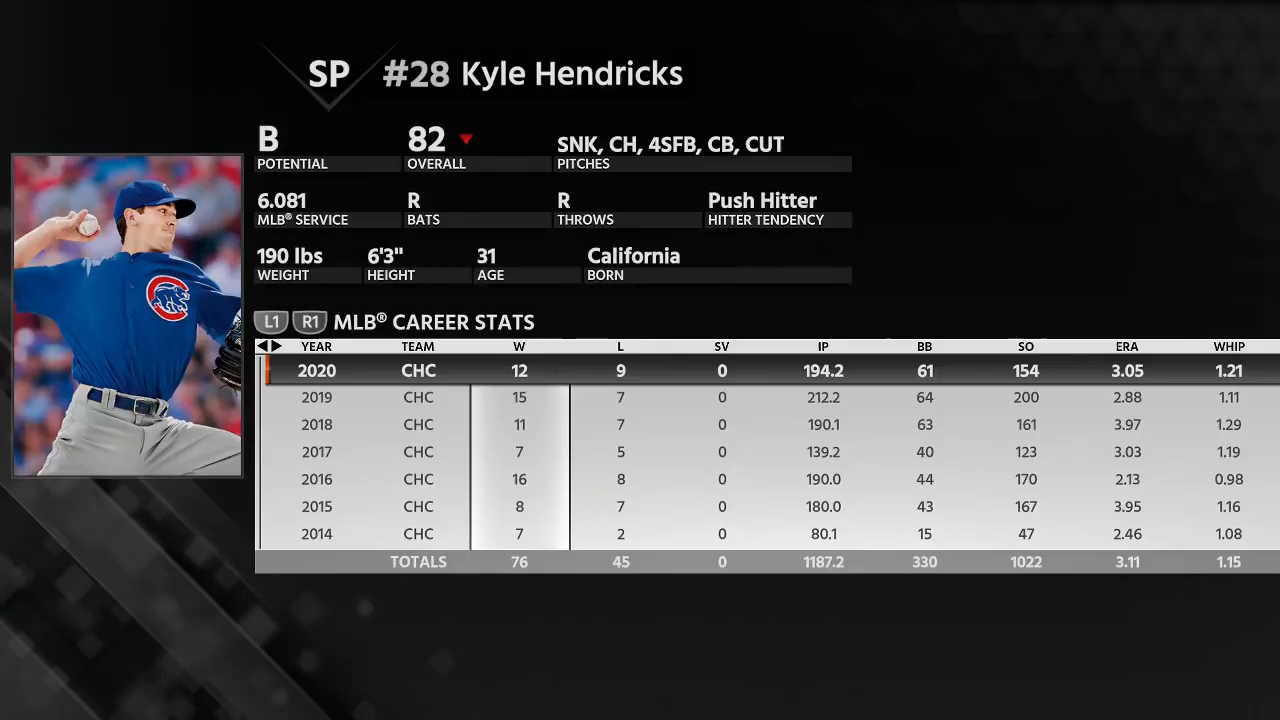 SP #28 Kyle Hendricks
B 82 SNK, CH, 4SFB, CB, CUT
POTENTIAL OVERALL PITCHES
6.081 R R Push Hitter
MLB® SERVICE BATS THROWS HITTER TENDENCY
190 lbs 6'3" 31 California
WEIGHT HEIGHT AGE BORN
L1 R1 MLB® CAREER STATS
YEAR TEAM W L SV IP BB SO ERA WHIP
2020 CHC 12 9 0 194.2 61 154 3.05 1.21
2019 CHC 15 7 0 212.2 64 200 2.88 1.11
2018 CHC 11 7 0 190.1 63 161 3.97 1.29
2017 CHC 7 5 0 139.2 40 123 3.03 1.19
2016 CHC 16 8 0 190.0 44 170 2.13 0.98
2015 CHC 8 7 0 180.0 43 167 3.95 1.16
2014 CHC 7 2 0 80.1 15 47 2.46 1.08
TOTALS 76 45 0 1187.2 330 1022 3.11 1.15